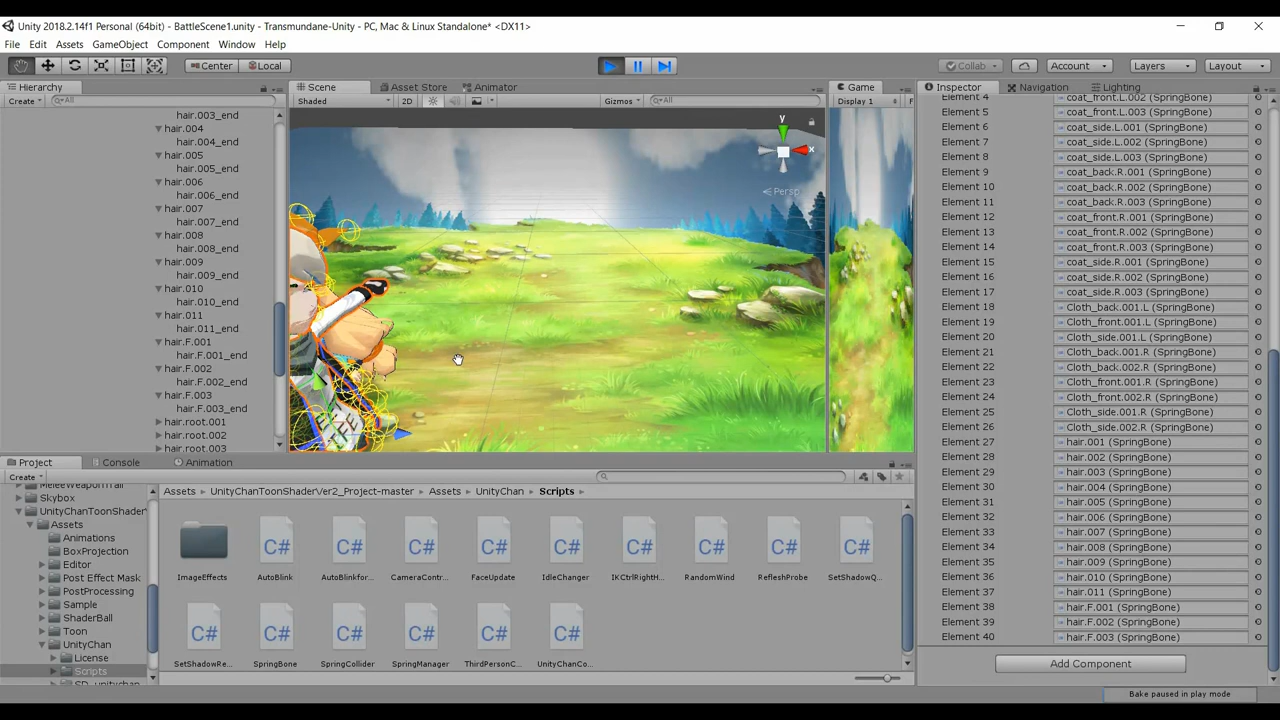 Unity 2018.2.14f1 Personal (64bit) - BattleScene1.unity - Transmundane-Unity - PC, Mac & Linux Standalone* <DX11>
File Edit Assets GameObject Component Window Help
Center Local Collab Account Layers Layout
Hierarchy
Create All
hair.003_end
hair.004
hair.004_end
hair.005
hair.005_end
hair.006
hair.006_end
hair.007
hair.007_end
hair.008
hair.008_end
hair.009
hair.009_end
hair.010
hair.010_end
hair.011
hair.011_end
hair.F.001
hair.F.001_end
hair.F.002
hair.F.002_end
hair.F.003
hair.F.003_end
hair.root.001
hair.root.002
hair.root.003
Scene Asset Store Animator
Shaded 2D Gizmos All
y
x
Persp
Game
Display 1 F
Inspector Navigation Lighting
Element 4 coat_front.L.002 (SpringBone)
Element 5 coat_front.L.003 (SpringBone)
Element 6 coat_side.L.001 (SpringBone)
Element 7 coat_side.L.002 (SpringBone)
Element 8 coat_side.L.003 (SpringBone)
Element 9 coat_back.R.001 (SpringBone)
Element 10 coat_back.R.002 (SpringBone)
Element 11 coat_back.R.003 (SpringBone)
Element 12 coat_front.R.001 (SpringBone)
Element 13 coat_front.R.002 (SpringBone)
Element 14 coat_front.R.003 (SpringBone)
Element 15 coat_side.R.001 (SpringBone)
Element 16 coat_side.R.002 (SpringBone)
Element 17 coat_side.R.003 (SpringBone)
Element 18 Cloth_back.001.L (SpringBone)
Element 19 Cloth_front.001.L (SpringBone)
Element 20 Cloth_side.001.L (SpringBone)
Element 21 Cloth_back.001.R (SpringBone)
Element 22 Cloth_back.002.R (SpringBone)
Element 23 Cloth_front.001.R (SpringBone)
Element 24 Cloth_front.002.R (SpringBone)
Element 25 Cloth_side.001.R (SpringBone)
Element 26 Cloth_side.002.R (SpringBone)
Element 27 hair.001 (SpringBone)
Element 28 hair.002 (SpringBone)
Element 29 hair.003 (SpringBone)
Element 30 hair.004 (SpringBone)
Element 31 hair.005 (SpringBone)
Element 32 hair.006 (SpringBone)
Element 33 hair.007 (SpringBone)
Element 34 hair.008 (SpringBone)
Element 35 hair.009 (SpringBone)
Element 36 hair.010 (SpringBone)
Element 37 hair.011 (SpringBone)
Element 38 hair.F.001 (SpringBone)
Element 39 hair.F.002 (SpringBone)
Element 40 hair.F.003 (SpringBone)
Add Component
Project Console Animation
Create
MeleeWeaponTrail
Skybox
UnityChanToonShader
Assets
Animations
BoxProjection
Editor
Post Effect Mask
PostProcessing
Sample
ShaderBall
Toon
UnityChan
License
Scripts
SD_unitychan
Assets UnityChanToonShader\er2_Project-master Assets UnityChan Scripts
ImageEffects AutoBlink AutoBlinkfor... CameraContr... FaceUpdate IdleChanger IKCtrlRightH... RandomWind RefleshProbe SetShadowQ...
SetShadowRe... SpringBone SpringCollider SpringManager ThirdPersonC... UnityChanCo...
C# C# C# C# C# C# C# C# C#
C# C# C# C# C# C#
Bake paused in play mode